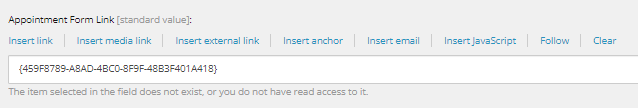 Appointment Form Link [standard value]:
Insert link Insert media link Insert external link Insert anchor Insert email Insert JavaScript Follow Clear
{459F8789-A8AD-4BC0-8F9F-48B3F401A418}
The item selected in the field does not exist, or you do not have read access to it.